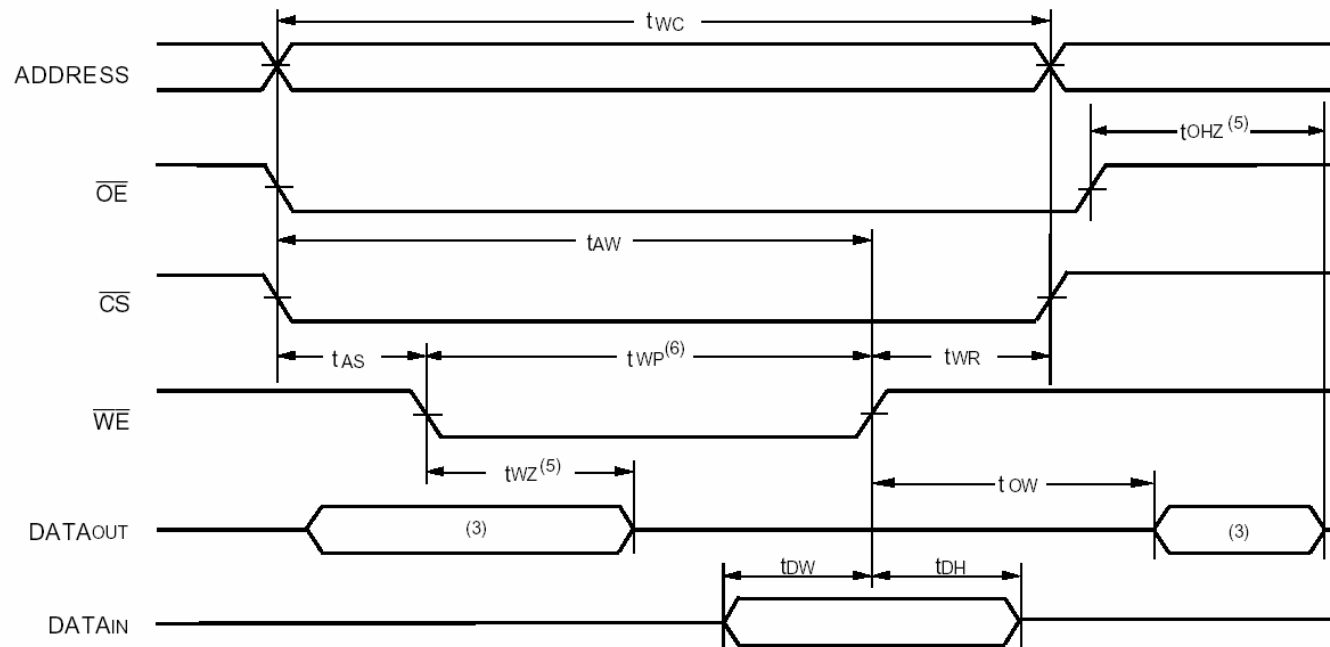 tWC
ADDRESS
tOHZ(5)
OE
tAW
CS
tAS tWP(6) tWR
WE
tWZ(5) tOW
DATAOUT (3) (3)
tDW tDH
DATAIN